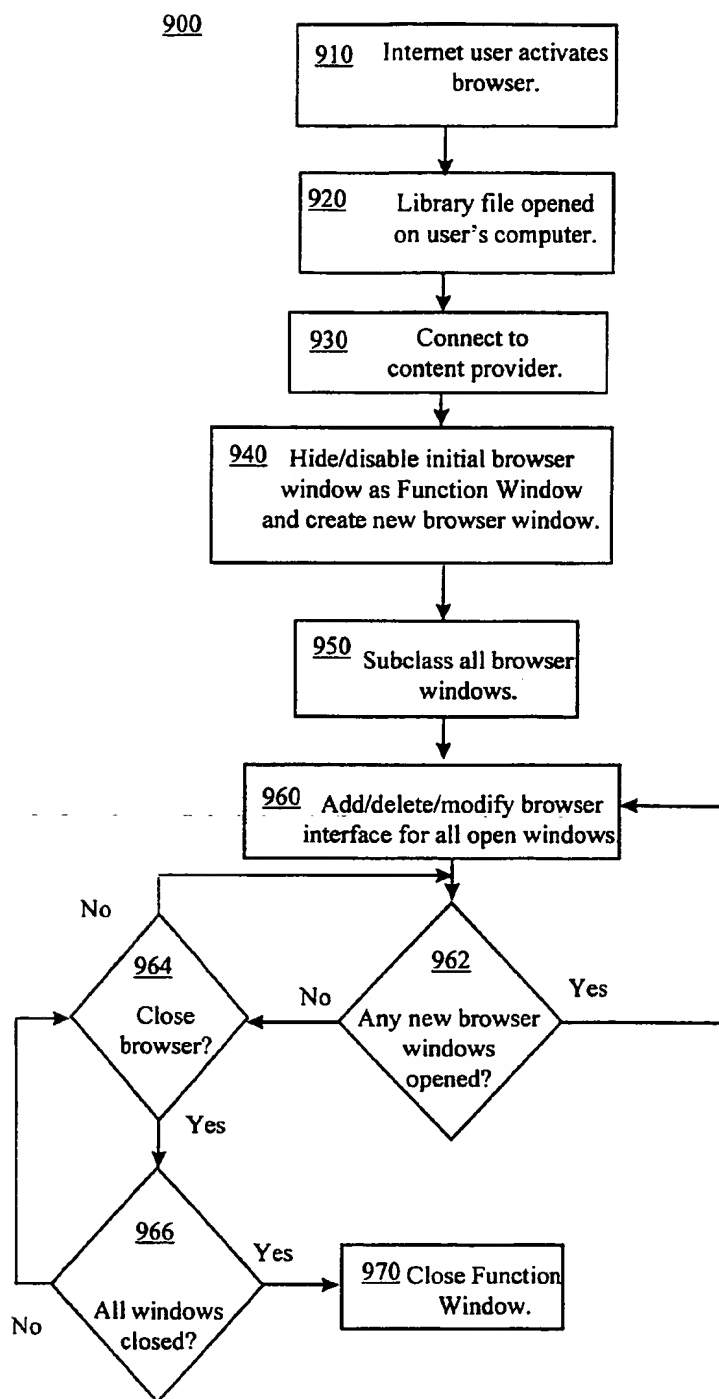 900
910 Internet user activates
browser.
920 Library file opened
on user's computer.
930 Connect to
content provider.
940 Hide/disable initial browser
window as Function Window
and create new browser window.
950 Subclass all browser
windows.
960 Add/delete/modify browser
interface for all open windows
No
964
Close
browser?
No
962
Any new browser
windows
opened?
Yes
Yes
966
All windows
closed?
No
Yes
970 Close Function
Window.